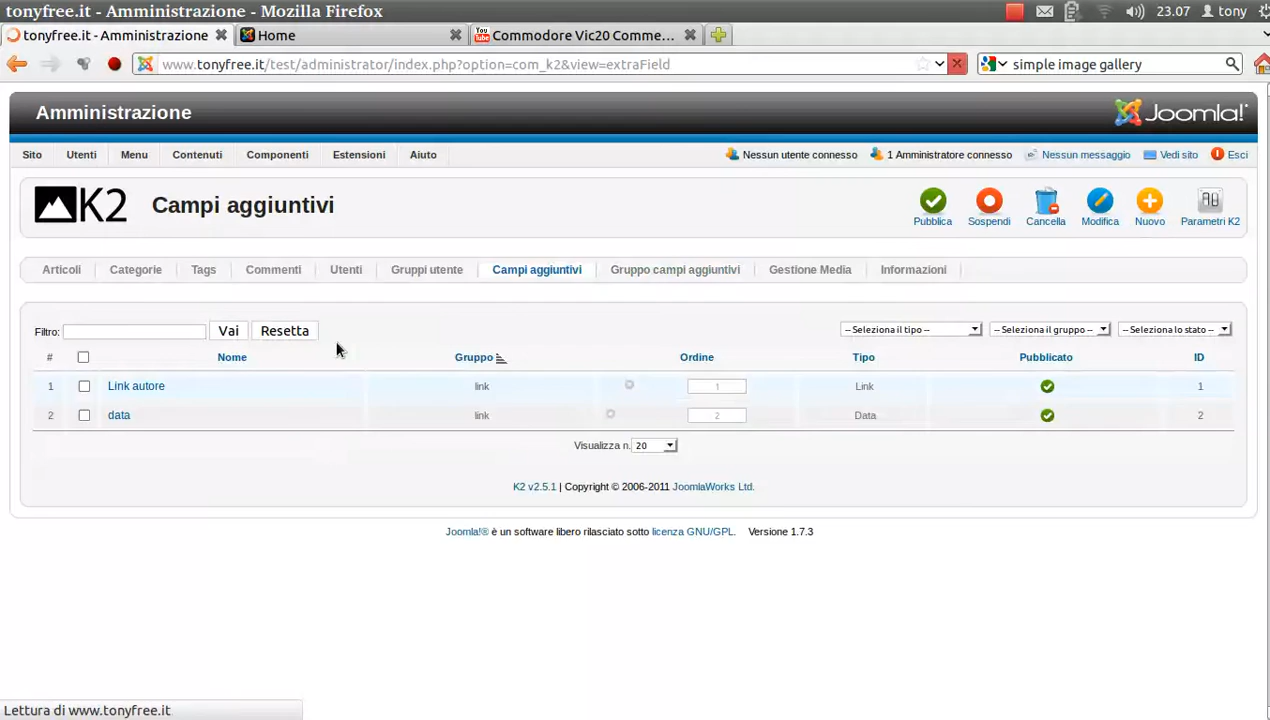 tonyfree.it - Amministrazione - Mozilla Firefox 23.07 tony
tonyfree.it - Amministrazione Home You Tube Commodore Vic20 Comme...
www.tonyfree.it/test/administrator/index.php?option=com_k2&view=extraField simple image gallery
Amministrazione Joomla!
Sito Utenti Menu Contenuti Componenti Estensioni Aiuto Nessun utente connesso 1 Amministratore connesso Nessun messaggio Vedi sito Esci
K2 Campi aggiuntivi
Pubblica Sospendi Cancella Modifica Nuovo Parametri K2
Articoli Categorie Tags Commenti Utenti Gruppi utente Campi aggiuntivi Gruppo campi aggiuntivi Gestione Media Informazioni
Filtro: Vai Resetta -- Seleziona il tipo -- -- Seleziona il gruppo -- -- Seleziona lo stato --
# Nome Gruppo Ordine Tipo Pubblicato ID
1 Link autore link 1 Link 1
2 data link 2 Data 2
Visualizza n. 20
K2 v2.5.1 | Copyright © 2006-2011 JoomlaWorks Ltd.
Joomla!® è un software libero rilasciato sotto licenza GNU/GPL. Versione 1.7.3
Lettura di www.tonyfree.it